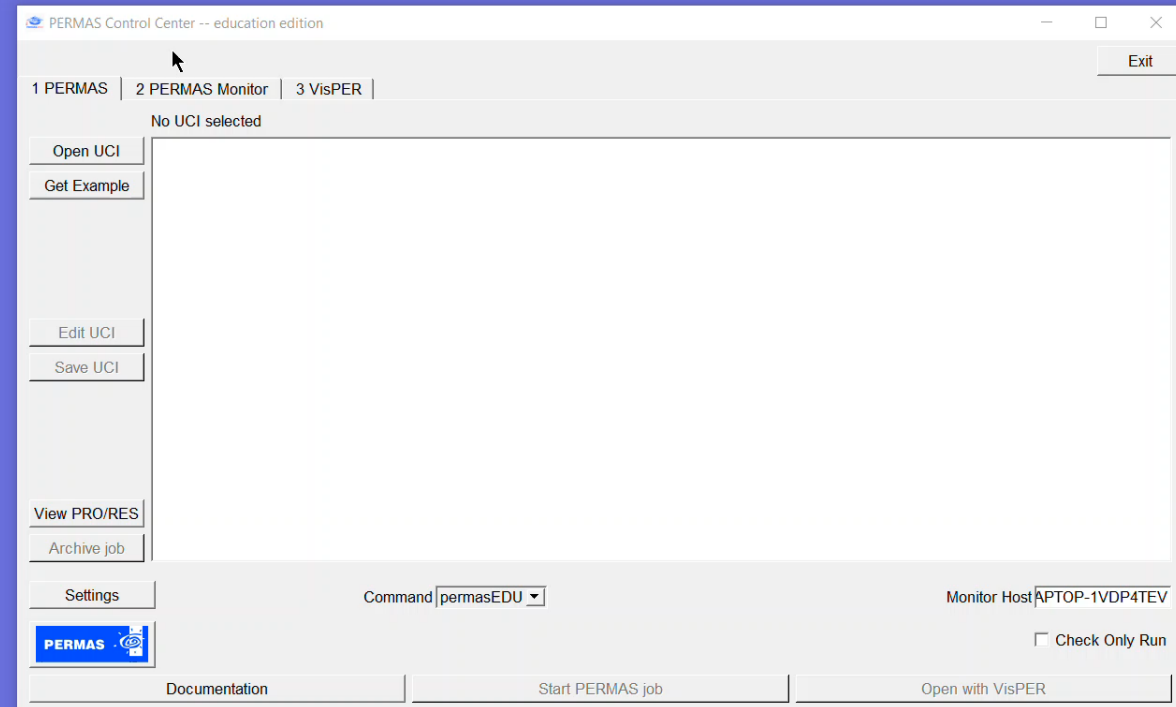 PERMAS Control Center -- education edition
Exit
1 PERMAS 2 PERMAS Monitor 3 VisPER
No UCI selected
Open UCI
Get Example
Edit UCI
Save UCI
View PRO/RES
Archive job
Settings Command permasEDU Monitor Host APTOP-1VDP4TEV
PERMAS Check Only Run
Documentation Start PERMAS job Open with VisPER